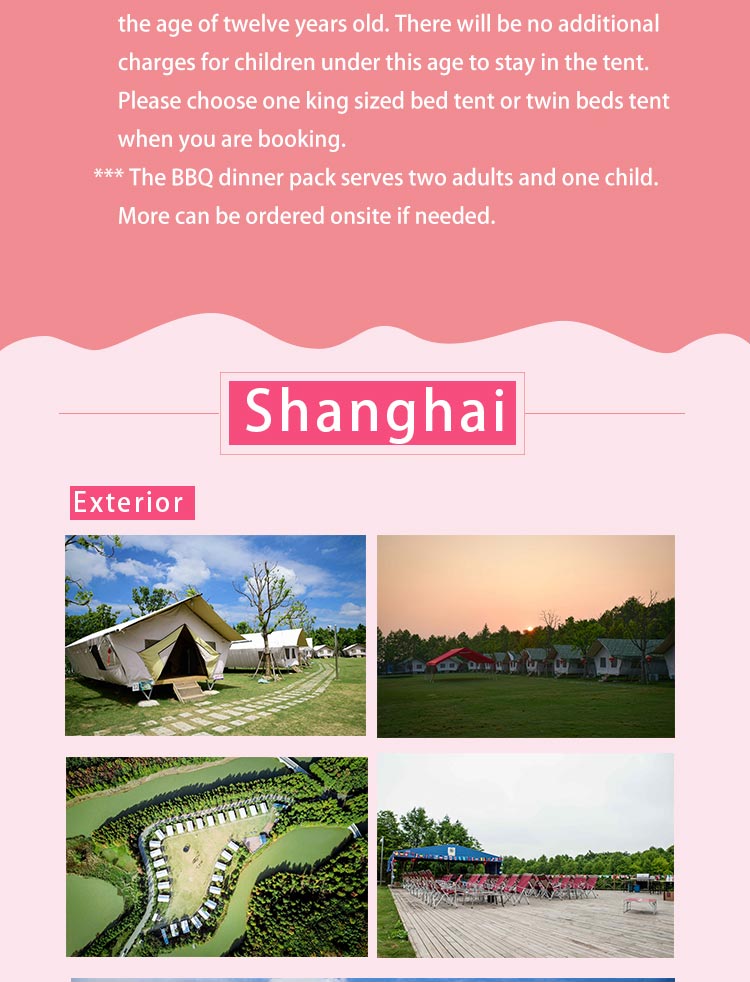 the age of twelve years old. There will be no additional
charges for children under this age to stay in the tent.
Please choose one king sized bed tent or twin beds tent
when you are booking.
*** The BBQ dinner pack serves two adults and one child.
More can be ordered onsite if needed.
Shanghai
Exterior